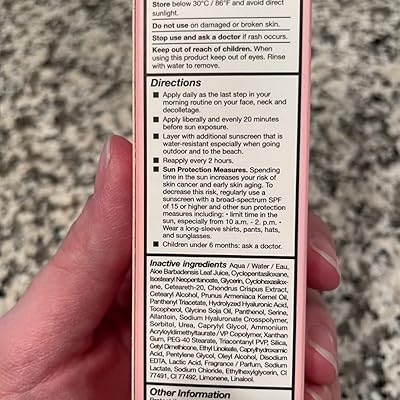 Store below 30°C / 86°F and avoid direct
sunlight.
Do not use on damaged or broken skin.
Stop use and ask a doctor if rash occurs.
Keep out of reach of children. When
using this product keep out of eyes. Rinse
with water to remove.
Directions
■ Apply daily as the last step in your
morning routine on your face, neck and
decolletage.
■ Apply liberally and evenly 20 minutes
before sun exposure.
■ Layer with additional sunscreen that is
water-resistant especially when going
outdoor and to the beach.
■ Reapply every 2 hours.
■ Sun Protection Measures. Spending
time in the sun increases your risk of
skin cancer and early skin aging. To
decrease this risk, regularly use a
sunscreen with a broad-spectrum SPF
of 15 or higher and other sun protection
measures including: • limit time in the
sun, especially from 10 a.m. - 2. p.m. •
Wear a long-sleeve shirts, pants, hats,
and sunglasses.
■ Children under 6 months: ask a doctor.
Inactive ingredients Aqua / Water / Eau,
Aloe Barbadensis Leaf Juice, Cyclopentasiloxane,
Isostearyl Neopentanoate, Glycerin, Cyclohexasiloxane,
Ceteareth-20, Chondrus Crispus Extract,
Cetearyl Alcohol, Prunus Armeniaca Kernel Oil,
Panthenyl Triacetate, Hydrolyzed Hyaluronic Acid,
Tocopherol, Glycine Soja Oil, Panthenol, Serine,
Allantoin, Sodium Hyaluronate Crosspolymer,
Sorbitol, Urea, Caprylyl Glycol, Ammonium
Acryloyldimethyltaurate / VP Copolymer, Xanthan
Gum, PEG-40 Stearate, Triacontanyl PVP, Silica,
Cetyl Dimethicone, Ethyl Linoleate, Caprylhydroxamic
Acid, Pentylene Glycol, Oleyl Alcohol, Disodium
EDTA, Lactic Acid, Fragrance / Parfum, Sodium
Lactate, Sodium Chloride, Ethylhexylglycerin, CI
77491, CI 77492, Limonene, Linalool.
Other Information